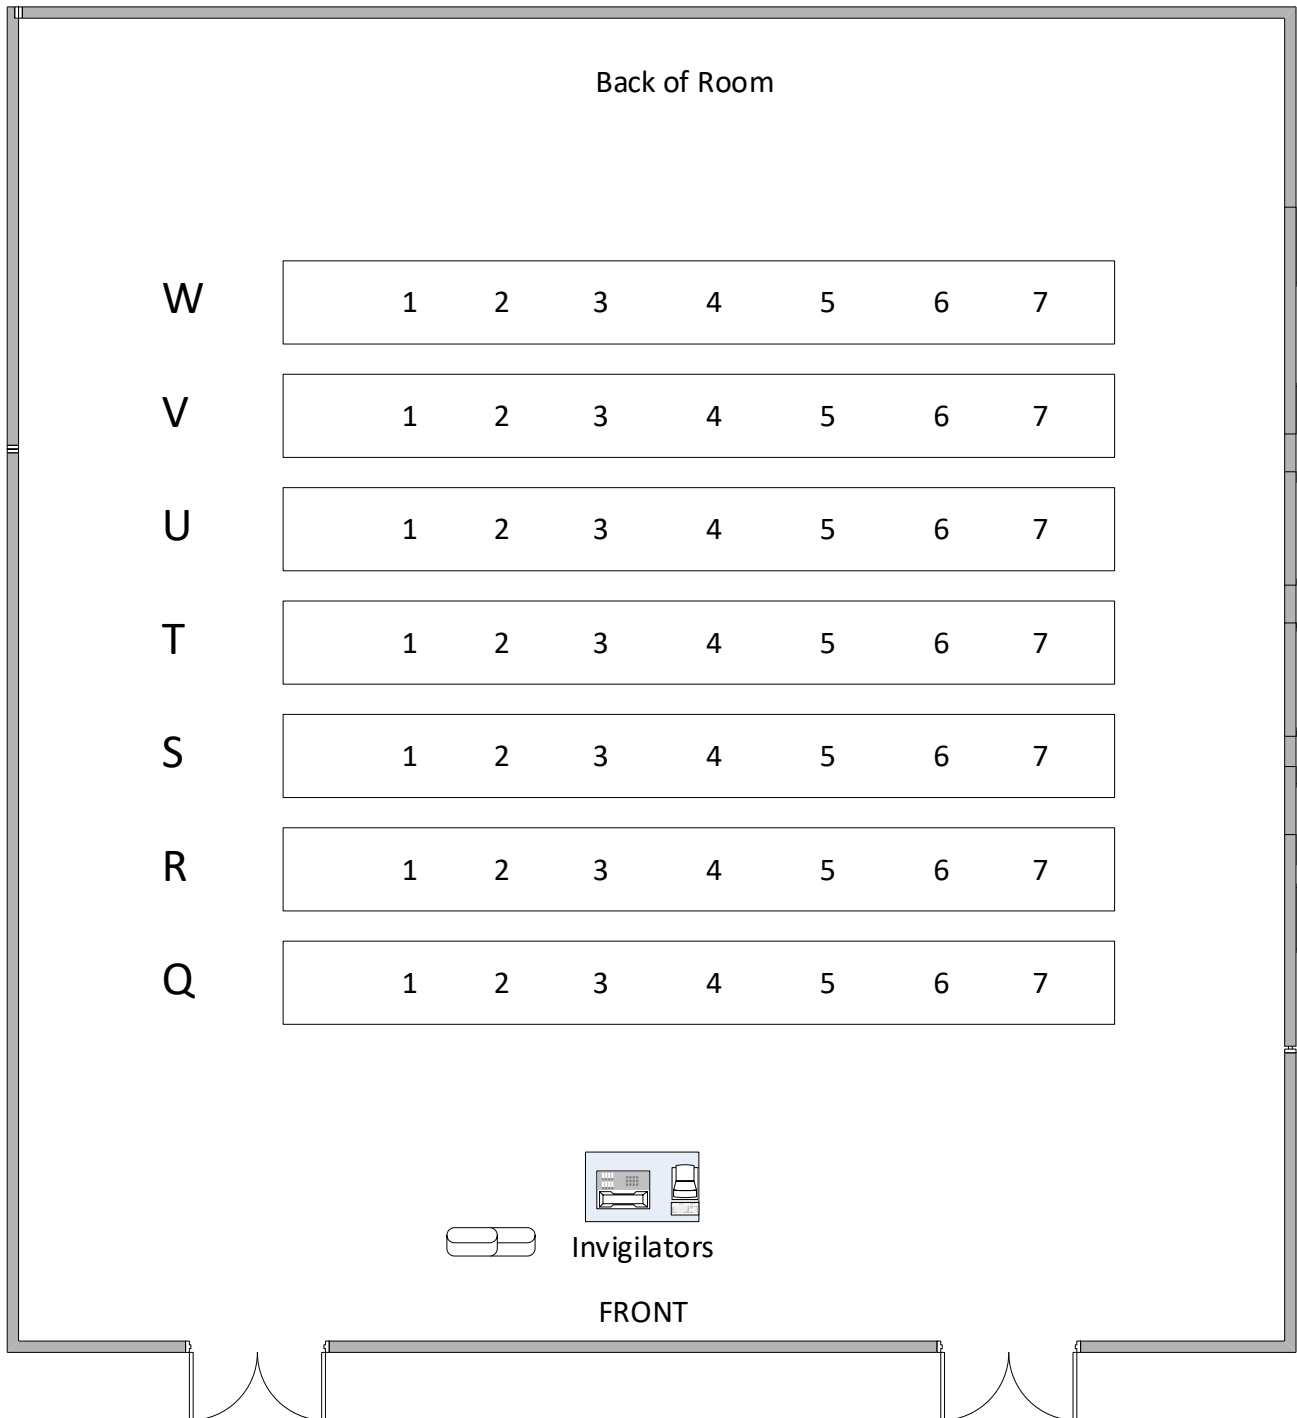 Back of Room
W 1 2 3 4 5 6 7
V 1 2 3 4 5 6 7
U 1 2 3 4 5 6 7
T 1 2 3 4 5 6 7
S 1 2 3 4 5 6 7
R 1 2 3 4 5 6 7
Q 1 2 3 4 5 6 7
Invigilators
FRONT